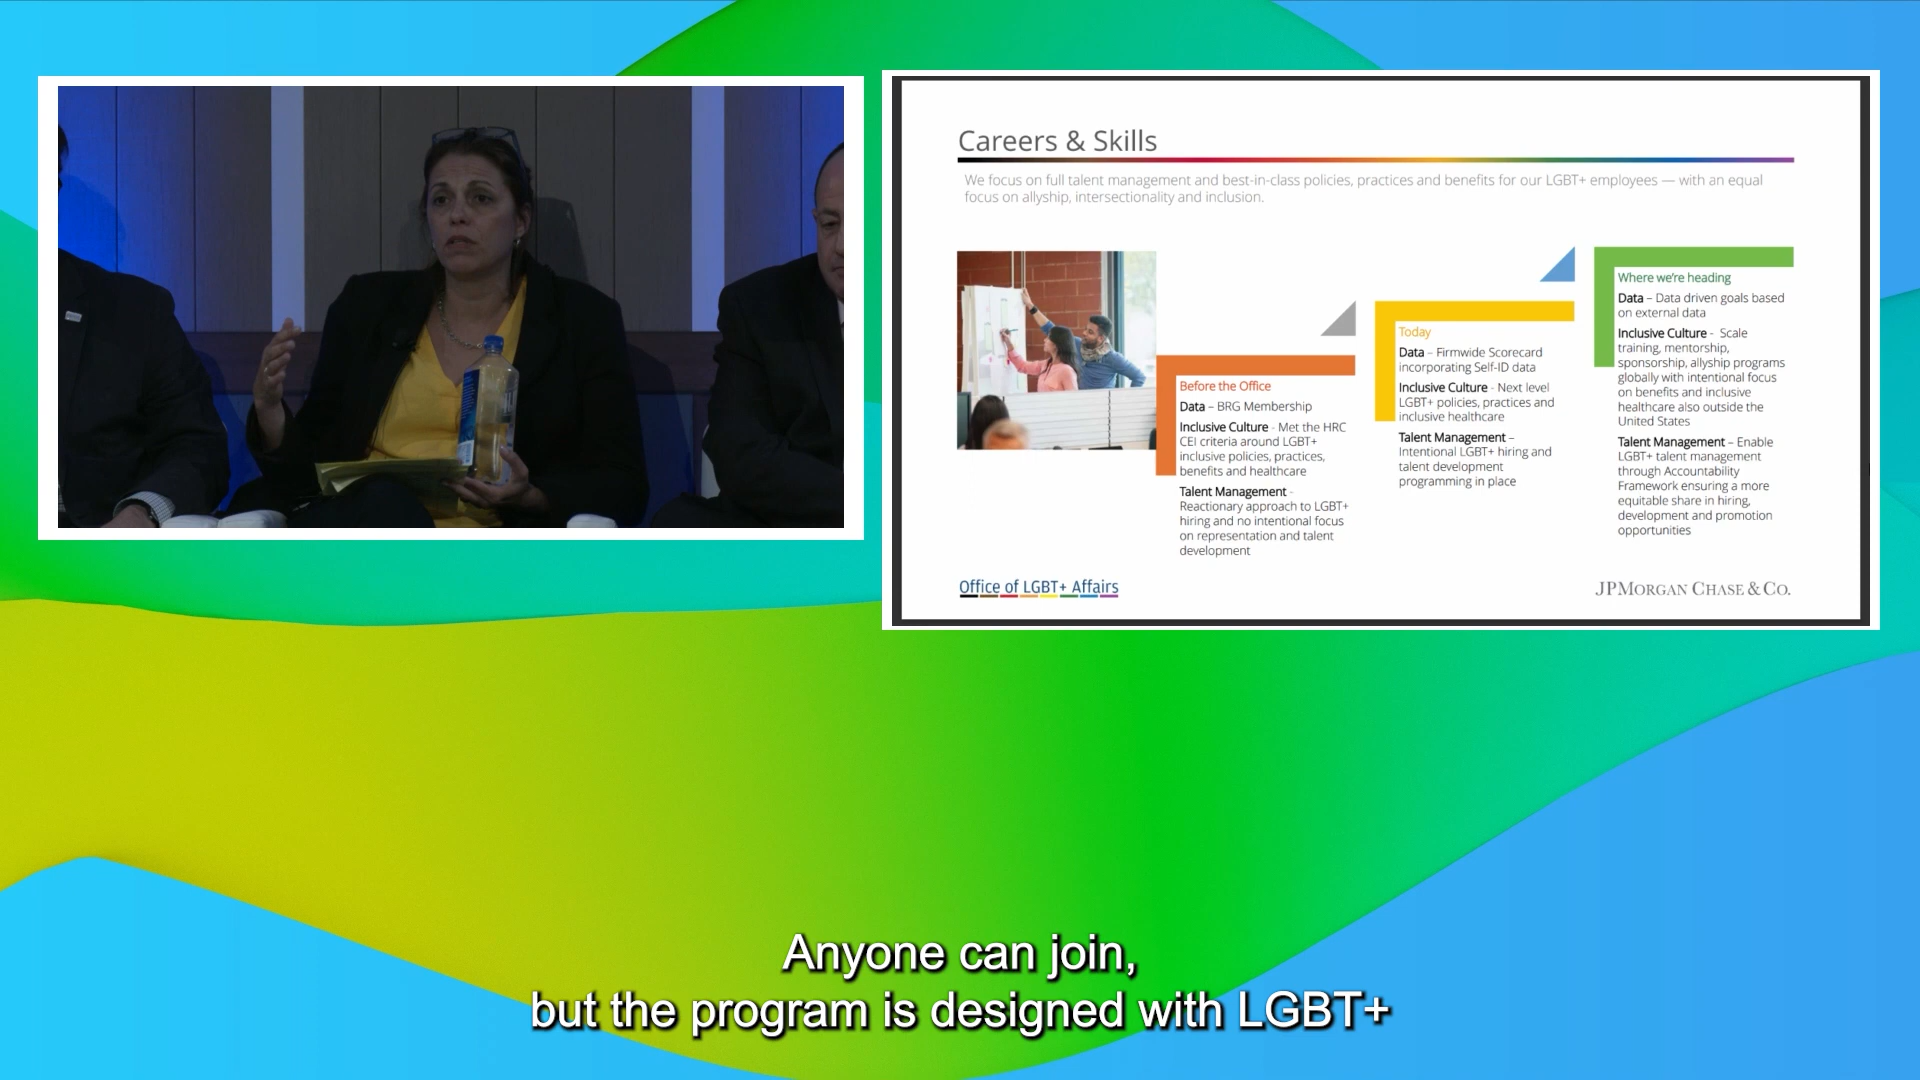 Careers & Skills
We focus on full talent management and best-in-class policies, practices and benefits for our LGBT+ employees — with an equal
focus on allyship, intersectionality and inclusion.
Before the Office
Data – BRG Membership
Inclusive Culture - Met the HRC
CEI criteria around LGBT+
inclusive policies, practices,
benefits and healthcare
Talent Management -
Reactionary approach to LGBT+
hiring and no intentional focus
on representation and talent
development
Today
Data – Firmwide Scorecard
incorporating Self-ID data
Inclusive Culture - Next level
LGBT+ policies, practices and
inclusive healthcare
Talent Management –
Intentional LGBT+ hiring and
talent development
programming in place
Where we're heading
Data – Data driven goals based
on external data
Inclusive Culture - Scale
training, mentorship,
sponsorship, allyship programs
globally with intentional focus
on benefits and inclusive
healthcare also outside the
United States
Talent Management – Enable
LGBT+ talent management
through Accountability
Framework ensuring a more
equitable share in hiring,
development and promotion
opportunities
Office of LGBT+ Affairs
JPMORGAN CHASE & CO.
Anyone can join,
but the program is designed with LGBT+